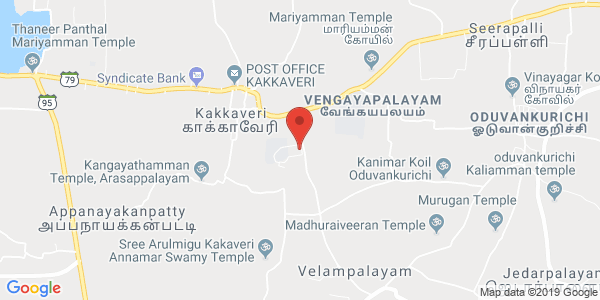 Thaneer Panthal
Mariyamman Temple
Mariyamman Temple
மாரியம்மன்
கோவில்
Seerapalli
சீரப்பள்ளி
79
Syndicate Bank
POST OFFICE
KAKKAVERI
Vinayagar Ko
விநாயகர்
கோவில்
95
Kakkaveri
காக்காவேரி
VENGAYAPALAYAM
வேங்கயபலயம்
ODUVANKURICHI
ஓடுவான்குறிச்சி
Kangayathamman
Temple, Arasappalayam
Kanimar Koil
Oduvankurichi
oduvankurichi
Kaliamman temple
Appanayakanpatty
அப்பநாயக்கன்பட்டி
Murugan Temple
Madhuraiveeran Temple
Sree Arulmigu Kakaveri
Annamar Swamy Temple
Velampalayam
Jedarpalayam
Google
Map data ©2019 Google